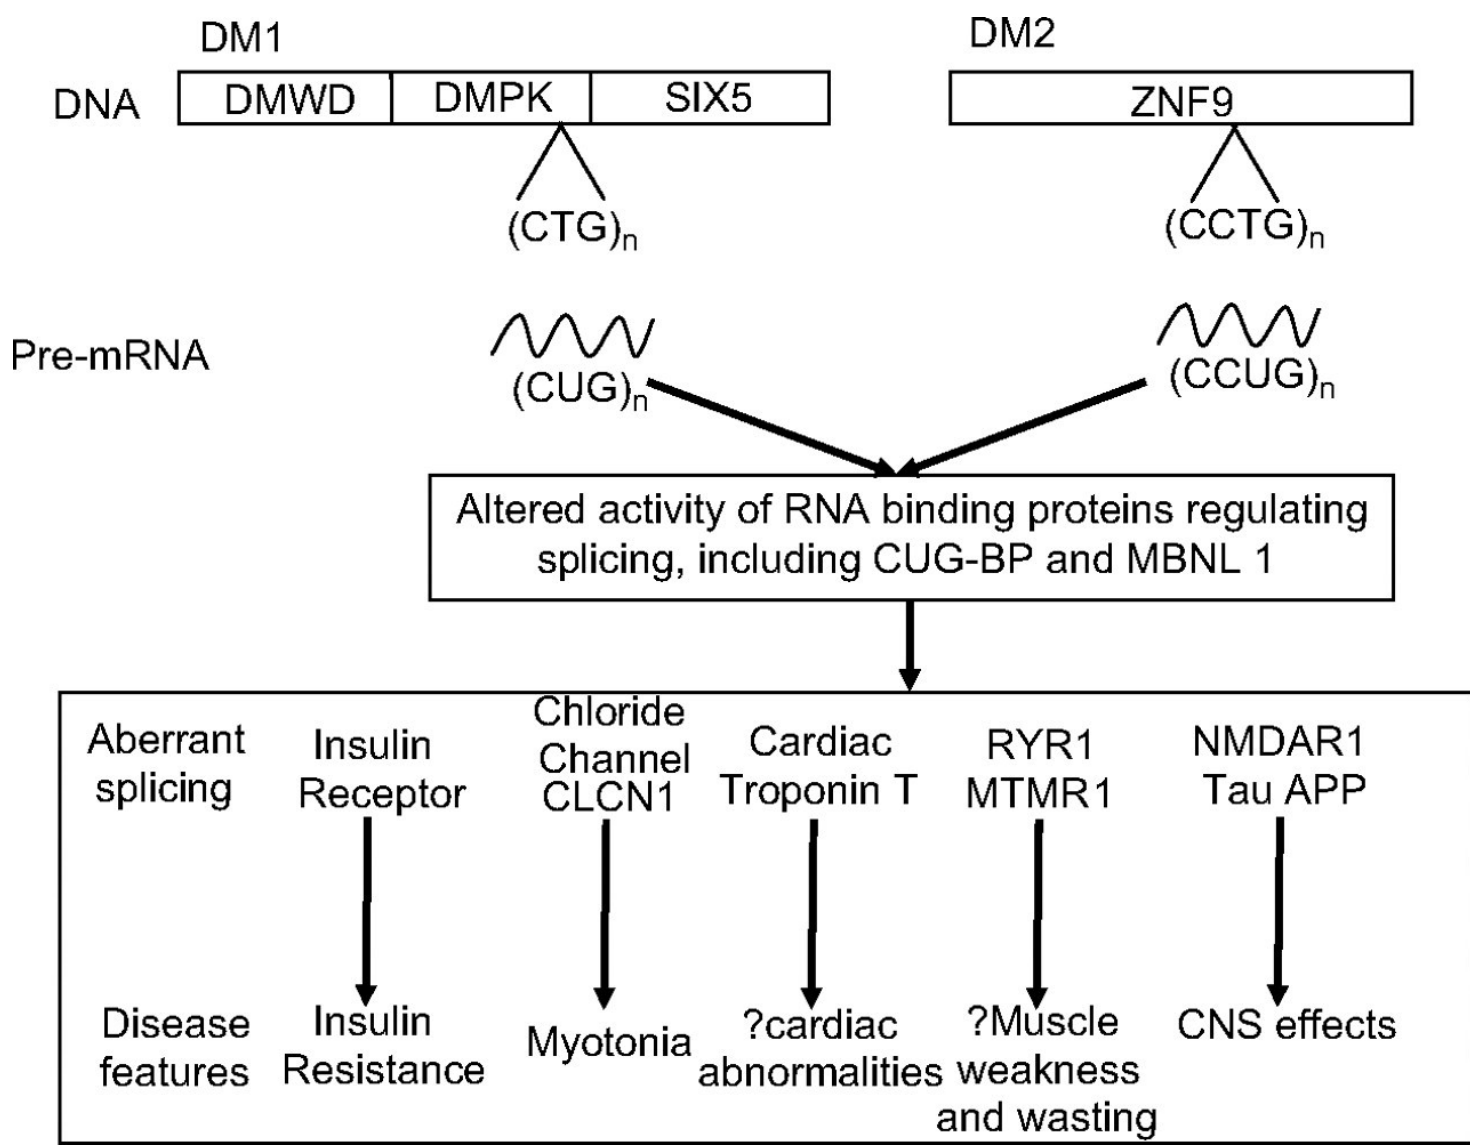 DM1
DM2
DNA
DMWD
DMPK
SIX5
ZNF9
(CTG)n
(CCTG)n
Pre-mRNA
(CUG)n
(CCUG)n
Altered activity of RNA binding proteins regulating
splicing, including CUG-BP and MBNL 1
Aberrant
splicing
Insulin
Receptor
Chloride
Channel
CLCN1
Cardiac
Troponin T
RYR1
MTMR1
NMDAR1
Tau APP
Disease
features
Insulin
Resistance
Myotonia
?cardiac
abnormalities
?Muscle
weakness
and wasting
CNS effects